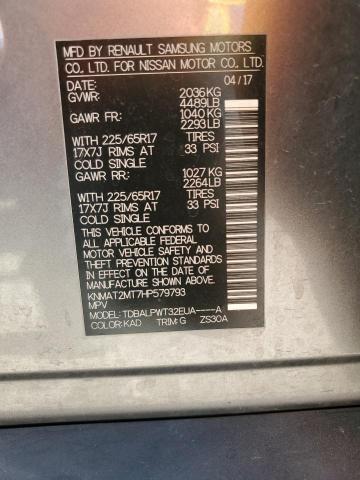 MFD BY RENAULT SAMSUNG MOTORS
CO., LTD. FOR NISSAN MOTOR CO., LTD.
DATE: 04/17
GVWR: 2036KG
4489LB
GAWR FR: 1040KG
2293LB
WITH 225/65R17 TIRES
17X7J RIMS AT 33 PSI
COLD SINGLE
GAWR RR: 1027KG
2264LB
WITH 225/65R17 TIRES
17X7J RIMS AT 33 PSI
COLD SINGLE
THIS VEHICLE CONFORMS TO
ALL APPLICABLE FEDERAL
MOTOR VEHICLE SAFETY AND
THEFT PREVENTION STANDARDS
IN EFFECT ON THE DATE OF
MANUFACTURE SHOWN ABOVE.
KNMAT2MT7HP579793
MPV
MODEL: TDBALPWT32EUA----A
COLOR: KAD TRIM: G ZS30A